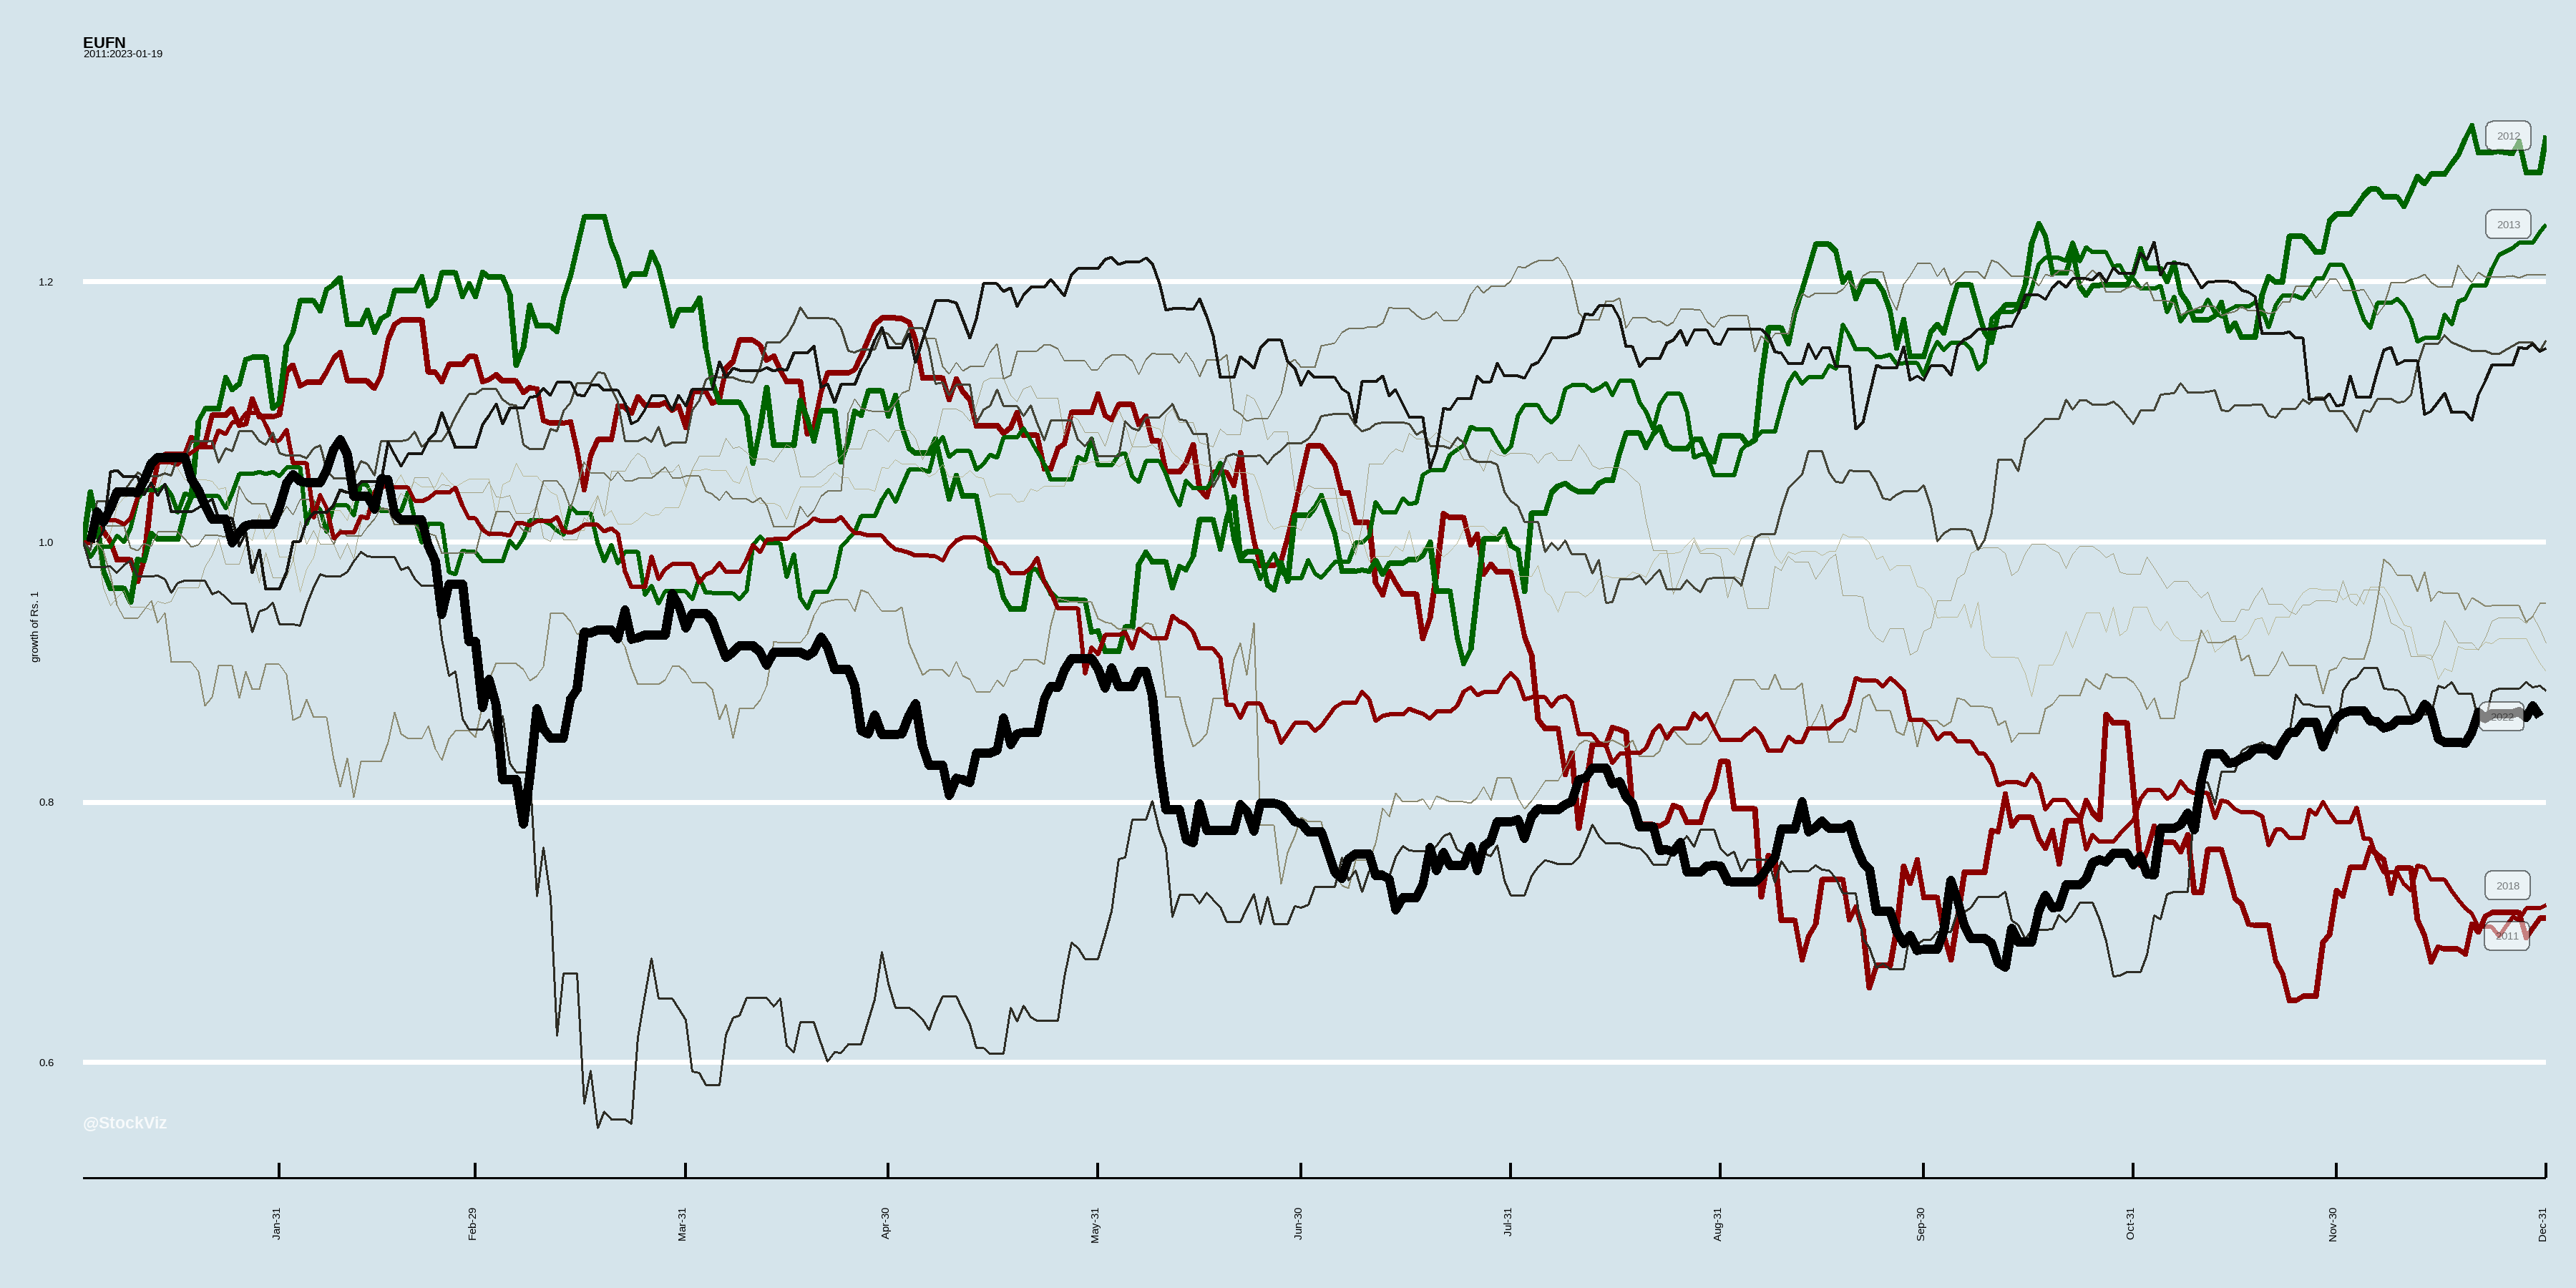 EUFN
2011:2023-01-19
2012
2013
1.2
1.0
growth of Rs. 1
2022
0.8
2018
2011
0.6
@StockViz
Jan-31
Feb-29
Mar-31
Apr-30
May-31
Jun-30
Jul-31
Aug-31
Sep-30
Oct-31
Nov-30
Dec-31